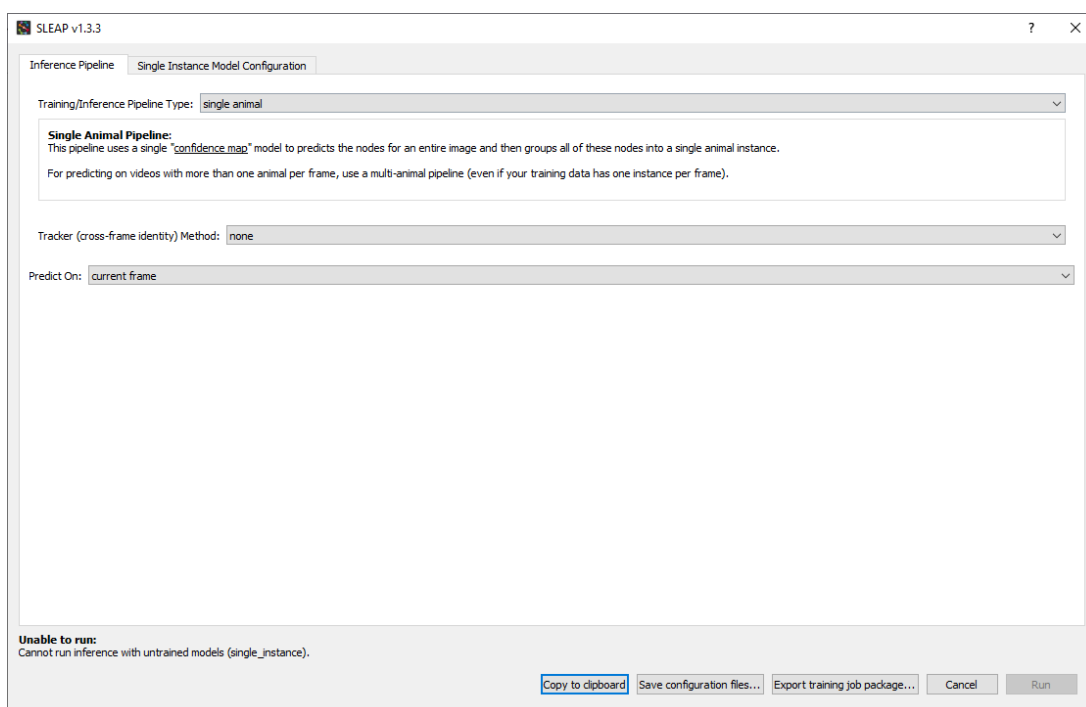 SLEAP v1.3.3
Inference Pipeline Single Instance Model Configuration
Training/Inference Pipeline Type: single animal
Single Animal Pipeline:
This pipeline uses a single "confidence map" model to predicts the nodes for an entire image and then groups all of these nodes into a single animal instance.
For predicting on videos with more than one animal per frame, use a multi-animal pipeline (even if your training data has one instance per frame).
Tracker (cross-frame identity) Method: none
Predict On: current frame
Unable to run:
Cannot run inference with untrained models (single_instance).
Copy to clipboard Save configuration files... Export training job package... Cancel Run